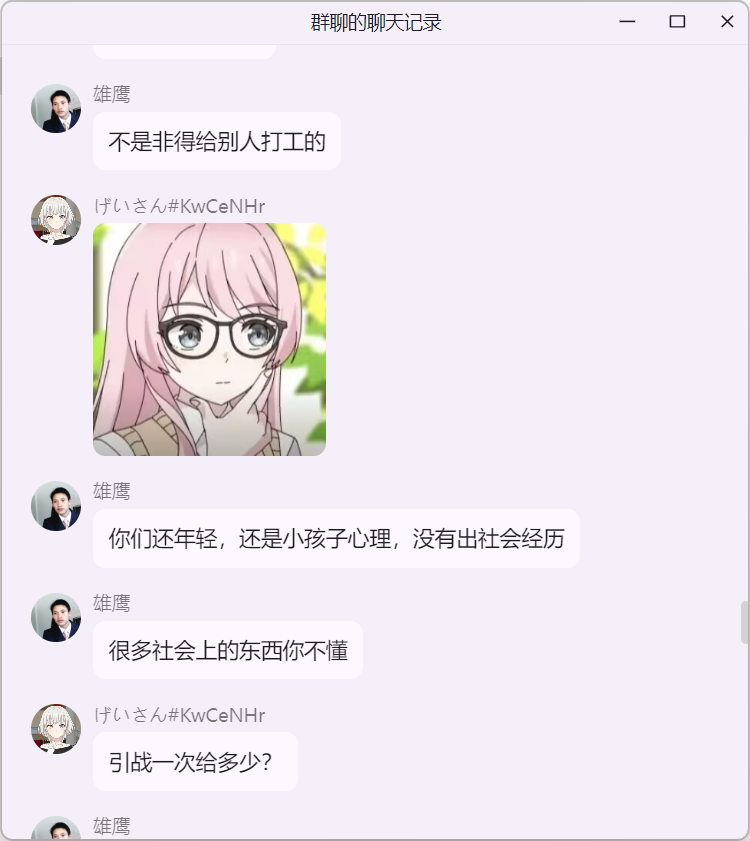 群聊的聊天记录
雄鹰
不是非得给别人打工的
げいさん#KwCeNHr
雄鹰
你们还年轻，还是小孩子心理，没有出社会经历
雄鹰
很多社会上的东西你不懂
げいさん#KwCeNHr
引战一次给多少？
雄鹰